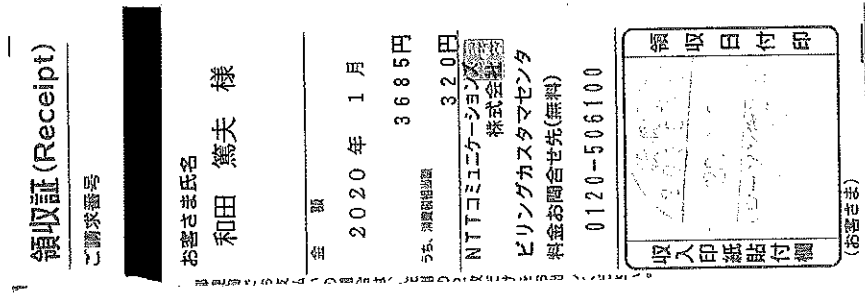 領収証(Receipt)
ご請求番号
お客さま氏名
和田 篤夫 様
金 額
2020年 1月
3685円
うち、消費税相当額
320円
NTTコミュニケーションズ
株式会社
ビリングカスタマセンタ
料金お問合せ先(無料)
0120-506100
領収日付印
収入印紙貼付欄
(お客さま)